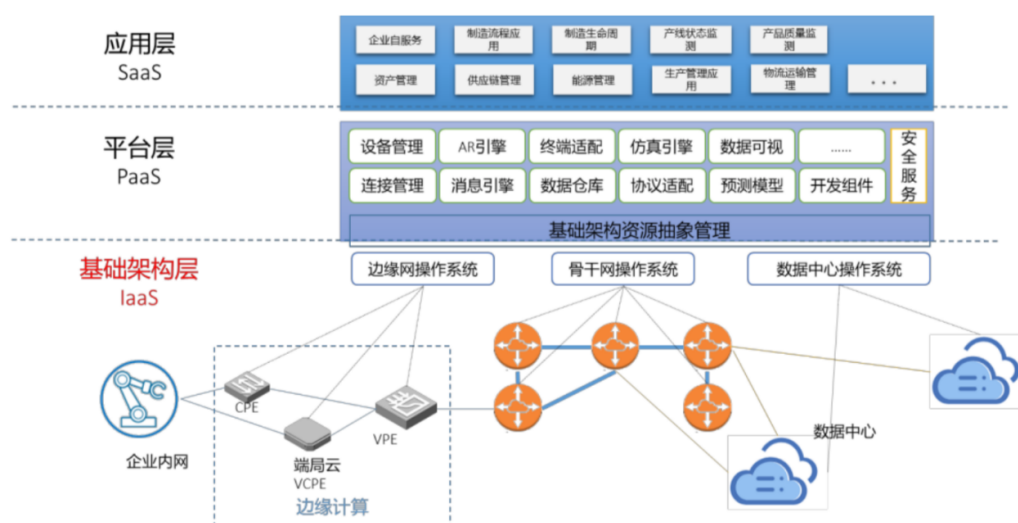 应用层
SaaS
企业自服务
制造流程应
用
制造生命周
期
产线状态监
测
产品质量监
测
资产管理
供应链管理
能源管理
生产管理应
用
物流运输管
理
...
平台层
PaaS
设备管理
AR引擎
终端适配
仿真引擎
数据可视
......
连接管理
消息引擎
数据仓库
协议适配
预测模型
开发组件
安
全
服
务
基础架构资源抽象管理
基础架构层
IaaS
边缘网操作系统
骨干网操作系统
数据中心操作系统
CPE
VPE
企业内网
端局云
VCPE
边缘计算
数据中心